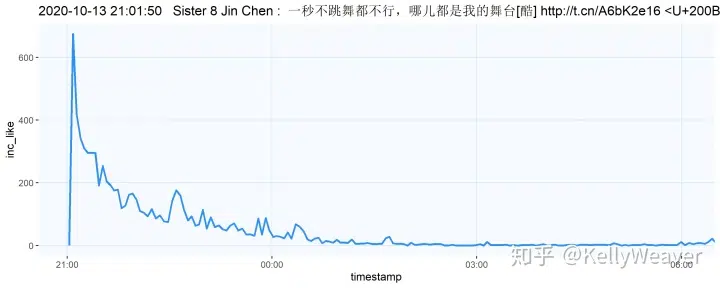 2020-10-13 21:01:50 Sister 8 Jin Chen : 一秒不跳舞都不行，哪儿都是我的舞台[酷] http://t.cn/A6bK2e16 <U+200B
600
400
200
0
inc_like
21:00
00:00
03:00
06:00
timestamp
知乎 @KellyWeaver